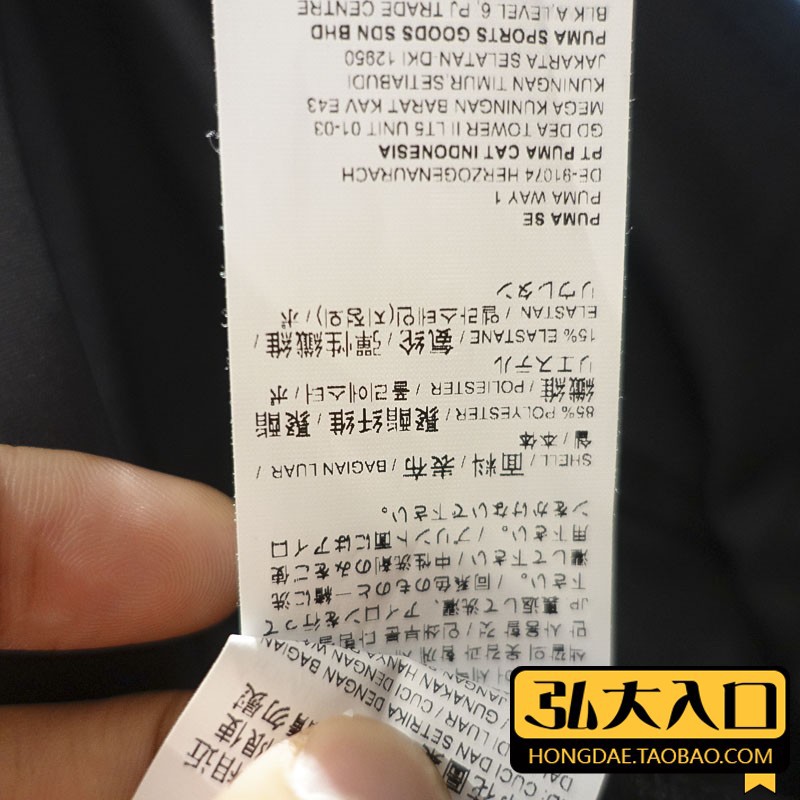 JP 裏返して洗濯、アイロンを行って
下さい。/同系色のものと一緒に洗
濯して下さい/中性洗剤のみをご使
用下さい。/プリント面にはアイロ
ンをかけないで下さい。
SHELL / 面料 / 表布 / BAGIAN LUAR /
쉘 / 本体
85% POLYESTER / 聚酯纤维 / 聚酯
纖維 / POLIESTER / 폴리에스터 / ポ
リエステル
15% ELASTANE / 氨纶 / 彈性纖維 /
ELASTAN / 엘라스테인(지정외) / ポ
リウレタン
PUMA SE
PUMA WAY 1
DE-91074 HERZOGENAURACH
PT PUMA CAT INDONESIA
GD DEA TOWER II LT5 UNIT 01-03
MEGA KUNINGAN BARAT KAV E43
KUNINGAN TIMUR SETIABUDI
JAKARTA SELATAN-DKI 12950
PUMA SPORTS GOODS SDN BHD
BLK A,LEVEL 6, PJ TRADE CENTRE
弘大入口
HONGDAE.TAOBAO.COM